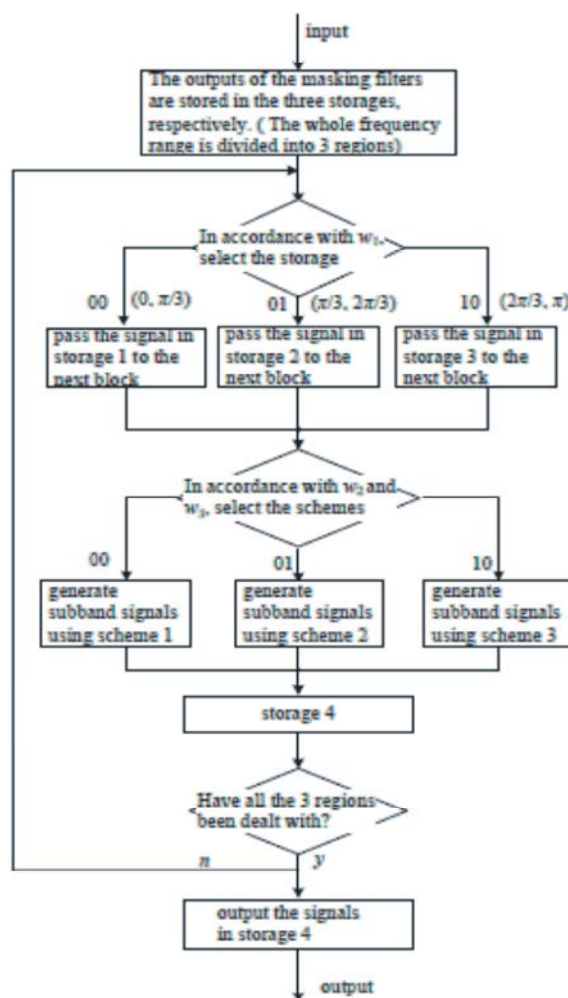 input
The outputs of the masking filters
are stored in the three storages,
respectively. ( The whole frequency
range is divided into 3 regions)
In accordance with w₁,
select the storage
00 (0, π/3)
01 (π/3, 2π/3)
10 (2π/3, π)
pass the signal in
storage 1 to the
next block
pass the signal in
storage 2 to the
next block
pass the signal in
storage 3 to the
next block
In accordance with w₂ and
w₃, select the schemes
00
01
10
generate
subband signals
using scheme 1
generate
subband signals
using scheme 2
generate
subband signals
using scheme 3
storage 4
Have all the 3 regions
been dealt with?
n
y
output the signals
in storage 4
output